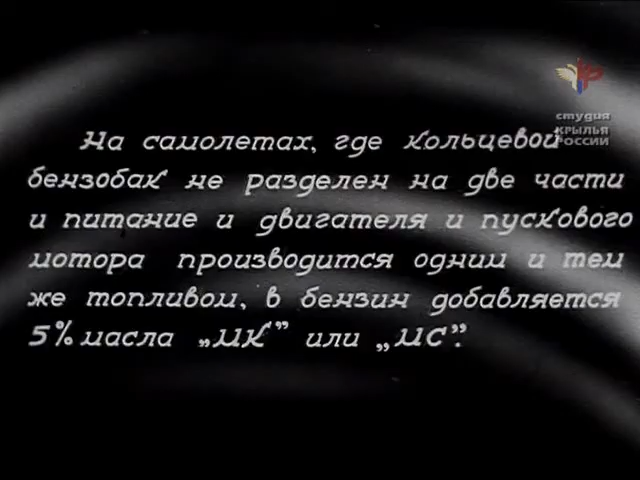 студия
КРЫЛЬЯ
РОССИИ
На самолетах, где кольцевой
бензобак не разделен на две части
и питание и двигателя и пускового
мотора производится одним и тем
же топливом, в бензин добавляется
5% масла „МК” или „МС”.